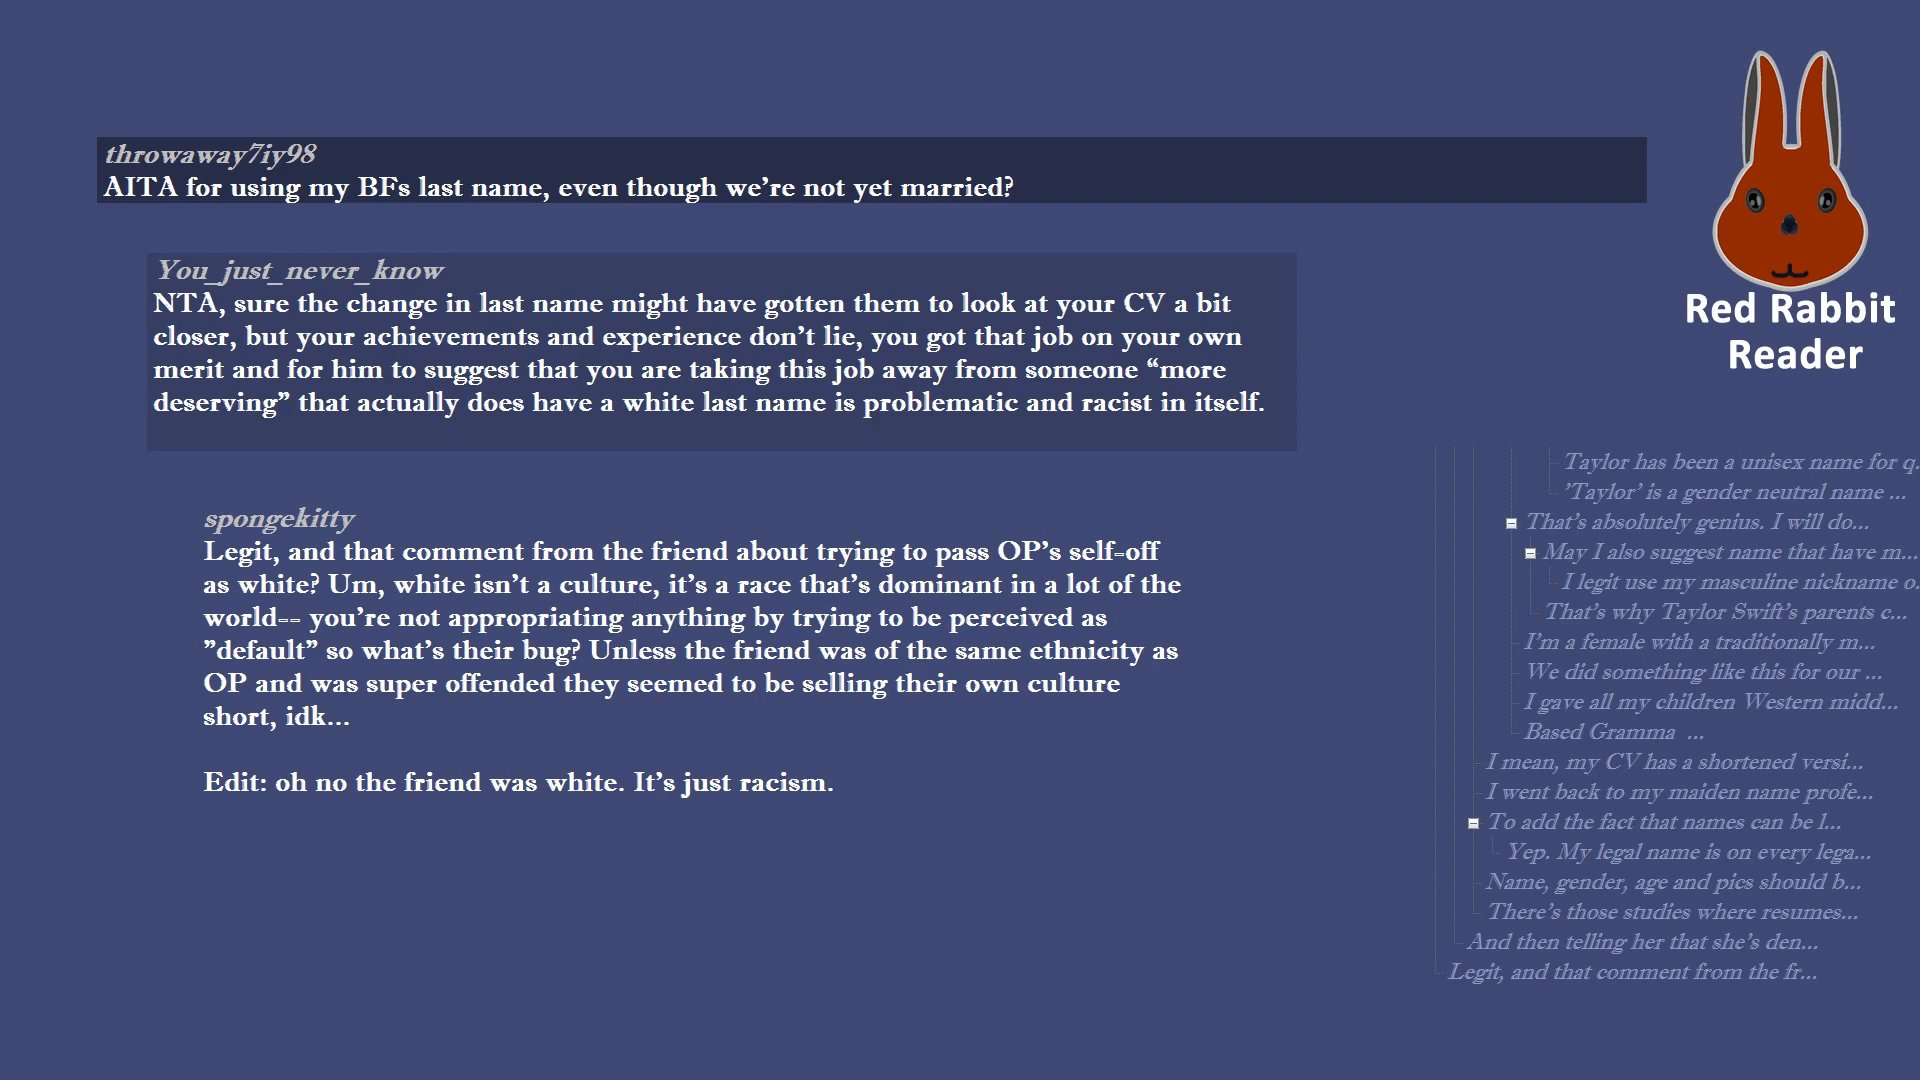 throwaway7iy98
AITA for using my BFs last name, even though we're not yet married?
You_just_never_know
NTA, sure the change in last name might have gotten them to look at your CV a bit
closer, but your achievements and experience don't lie, you got that job on your own
merit and for him to suggest that you are taking this job away from someone “more
deserving” that actually does have a white last name is problematic and racist in itself.
spongekitty
Legit, and that comment from the friend about trying to pass OP's self-off
as white? Um, white isn't a culture, it's a race that's dominant in a lot of the
world-- you're not appropriating anything by trying to be perceived as
”default” so what's their bug? Unless the friend was of the same ethnicity as
OP and was super offended they seemed to be selling their own culture
short, idk...
Edit: oh no the friend was white. It's just racism.
Red Rabbit
Reader
Taylor has been a unisex name for q.
'Taylor' is a gender neutral name ...
That's absolutely genius. I will do...
May I also suggest name that have m...
I legit use my masculine nickname o.
That's why Taylor Swift's parents c...
I'm a female with a traditionally m...
We did something like this for our ...
I gave all my children Western midd...
Based Gramma ...
I mean, my CV has a shortened versi...
I went back to my maiden name profe...
To add the fact that names can be l...
Yep. My legal name is on every lega...
Name, gender, age and pics should b...
There's those studies where resumes...
And then telling her that she's den...
Legit, and that comment from the fr...